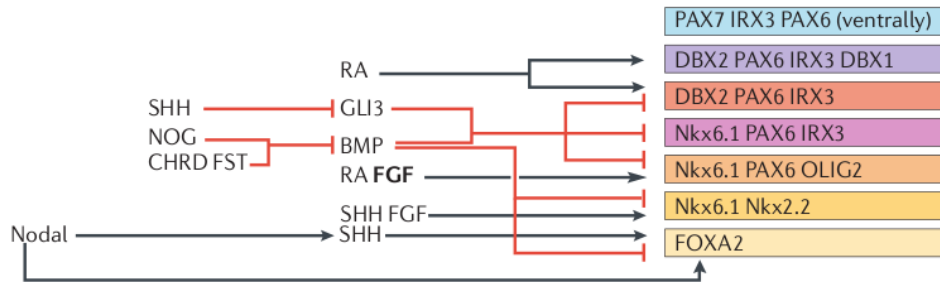 PAX7 IRX3 PAX6 (ventrally)
RA
DBX2 PAX6 IRX3 DBX1
SHH
GLI3
DBX2 PAX6 IRX3
NOG
BMP
Nkx6.1 PAX6 IRX3
CHRD FST
RA FGF
Nkx6.1 PAX6 OLIG2
SHH FGF
Nkx6.1 Nkx2.2
Nodal
SHH
FOXA2